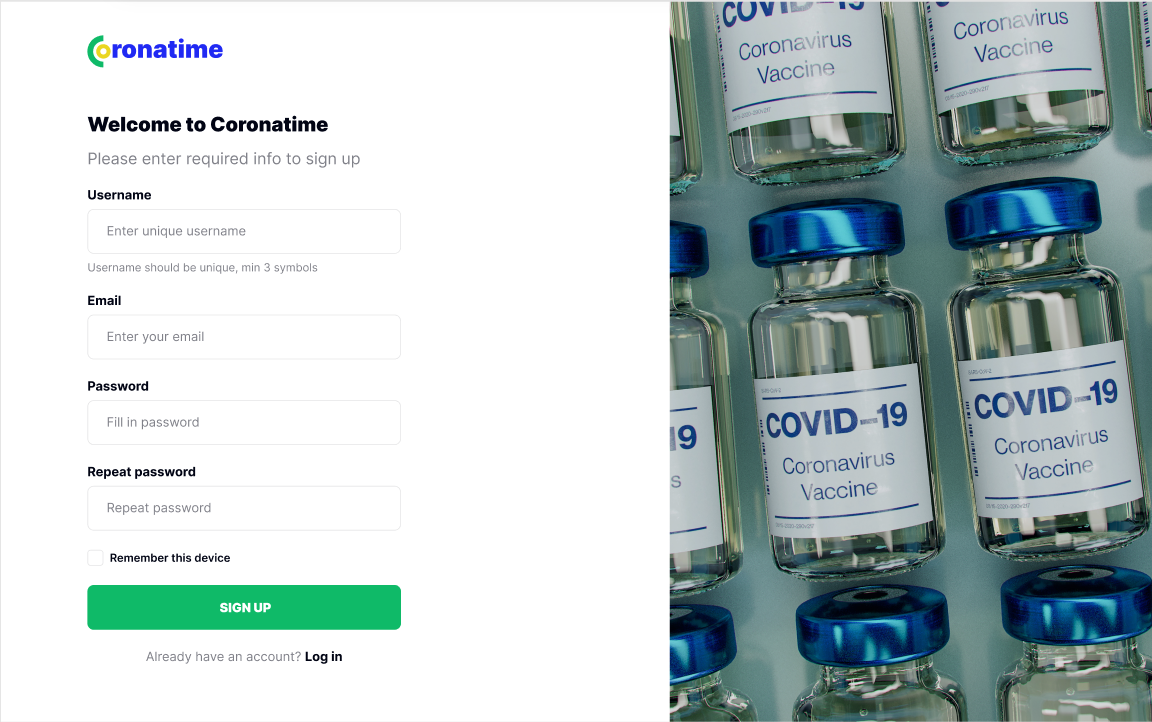 Coronatime
Welcome to Coronatime
Please enter required info to sign up
Username
Enter unique username
Username should be unique, min 3 symbols
Email
Enter your email
Password
Fill in password
Repeat password
Repeat password
Remember this device
SIGN UP
Already have an account? Log in
COVID-19
Coronavirus
Vaccine
Coronavirus
Vaccine
COVID-19
Coronavirus
Vaccine
COVID-19
Coronavirus
Vaccine
19
s